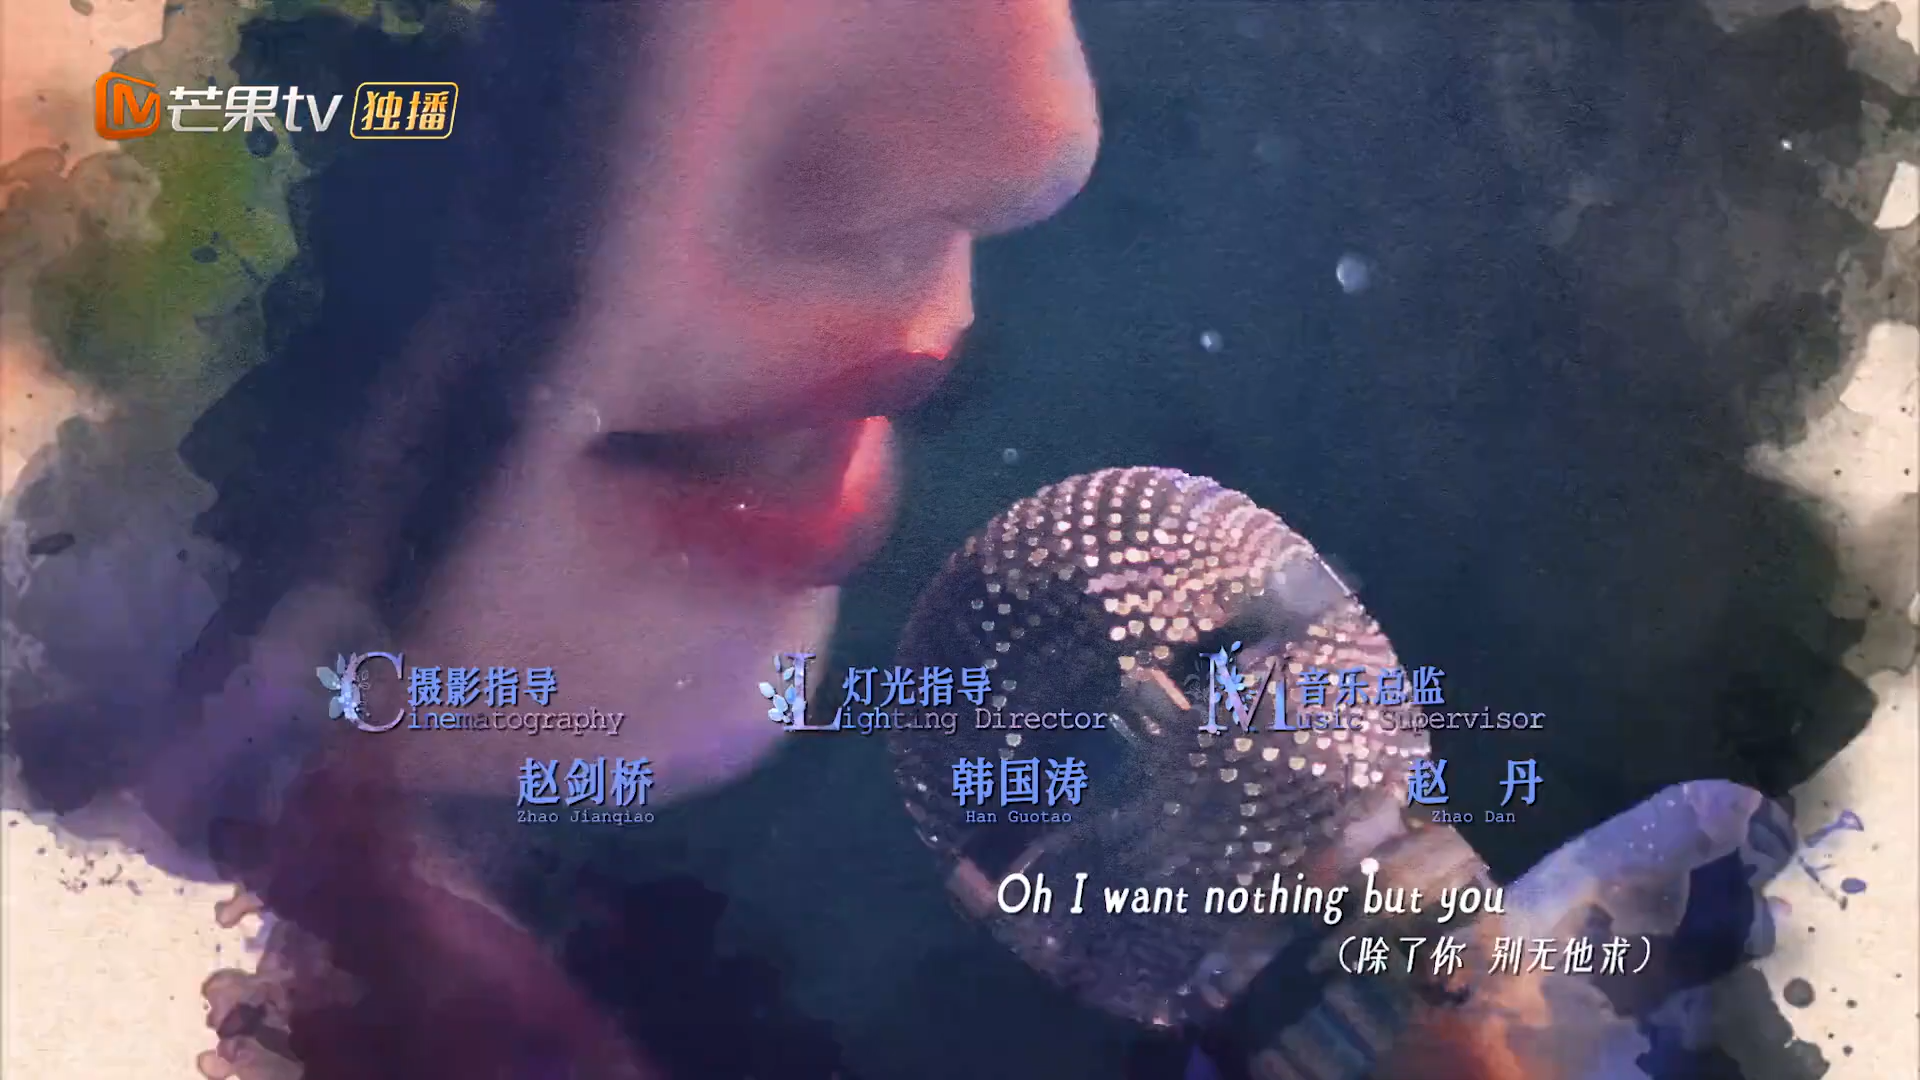 芒果tv 独播
摄影指导 灯光指导 音乐总监
Cinematography Lighting Director Music Supervisor
赵剑桥 韩国涛 赵 丹
Zhao Jianqiao Han Guotao Zhao Dan
Oh I want nothing but you
（除了你 别无他求）